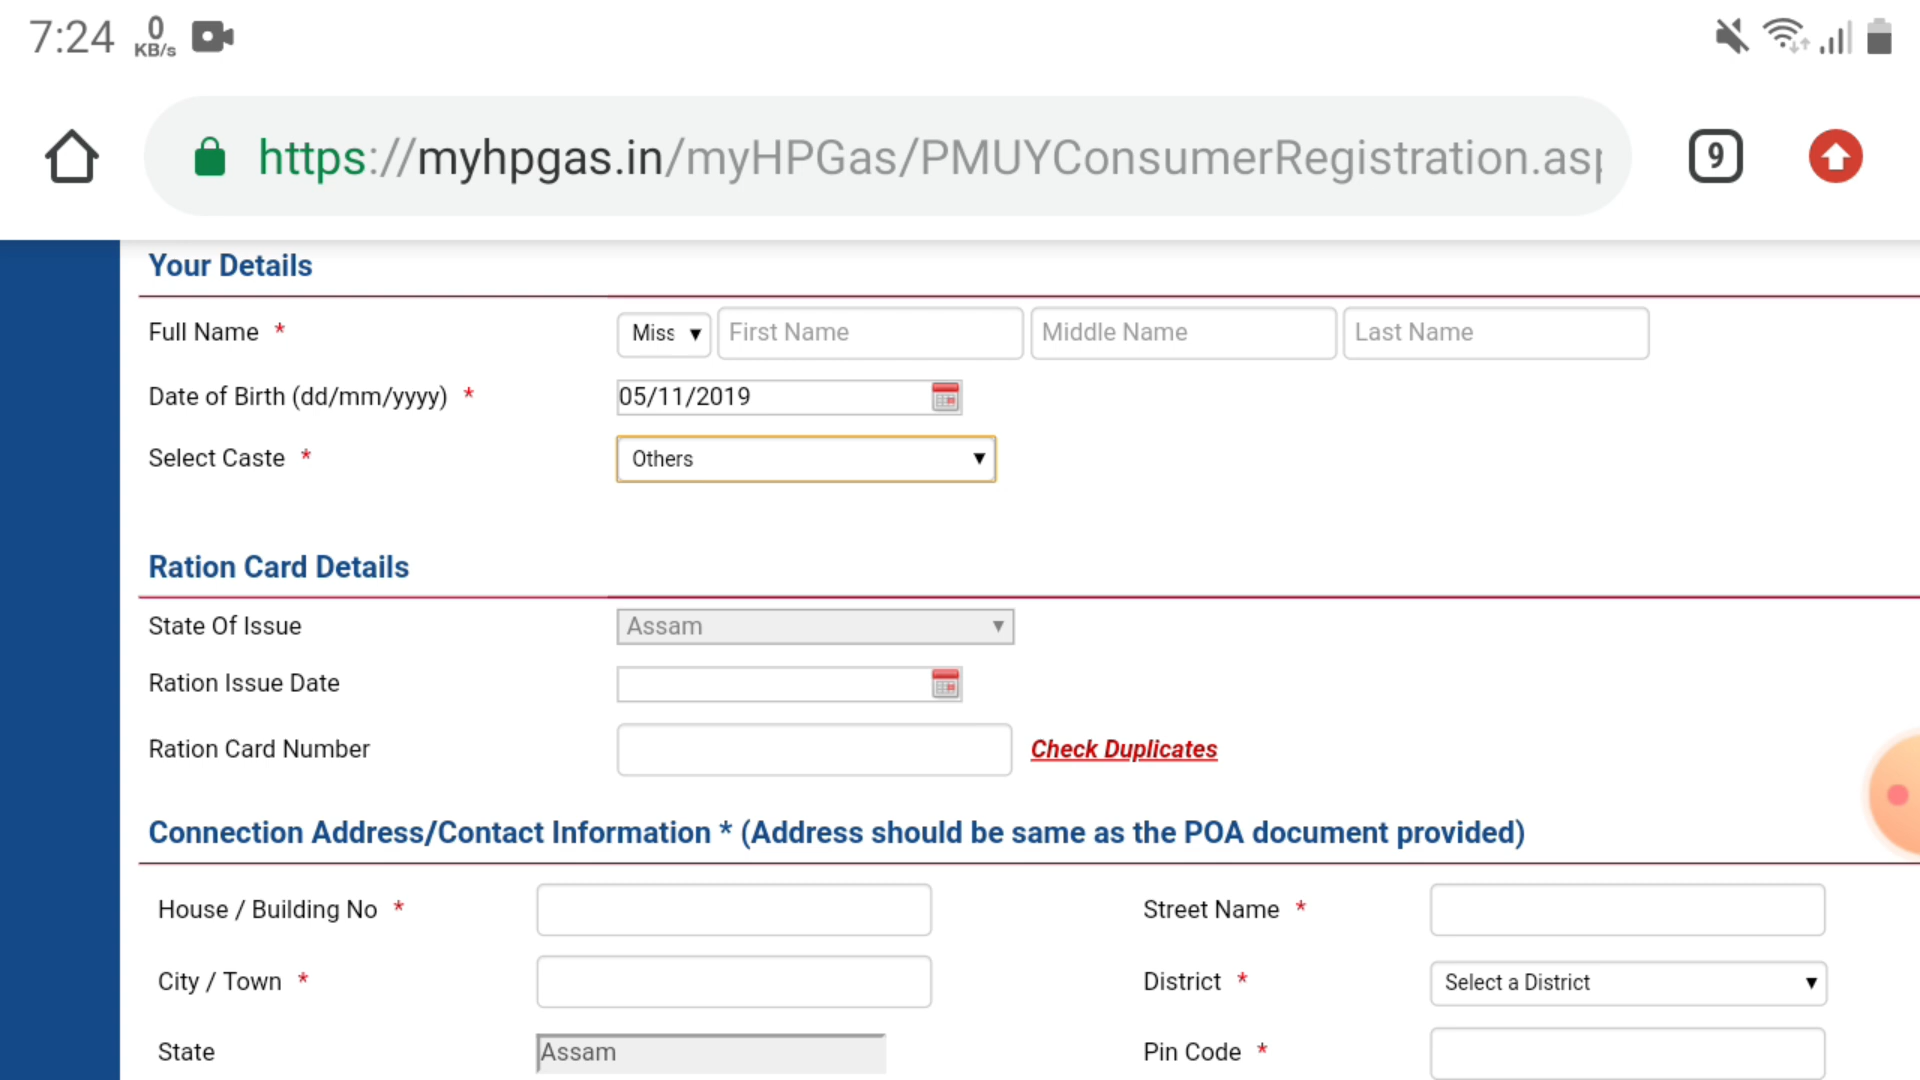 7:24 0 KB/s
https://myhpgas.in/myHPGas/PMUYConsumerRegistration.asp 9
Your Details
Full Name * Miss First Name Middle Name Last Name
Date of Birth (dd/mm/yyyy) * 05/11/2019
Select Caste * Others
Ration Card Details
State Of Issue Assam
Ration Issue Date
Ration Card Number Check Duplicates
Connection Address/Contact Information * (Address should be same as the POA document provided)
House / Building No * Street Name *
City / Town * District * Select a District
State Assam Pin Code *